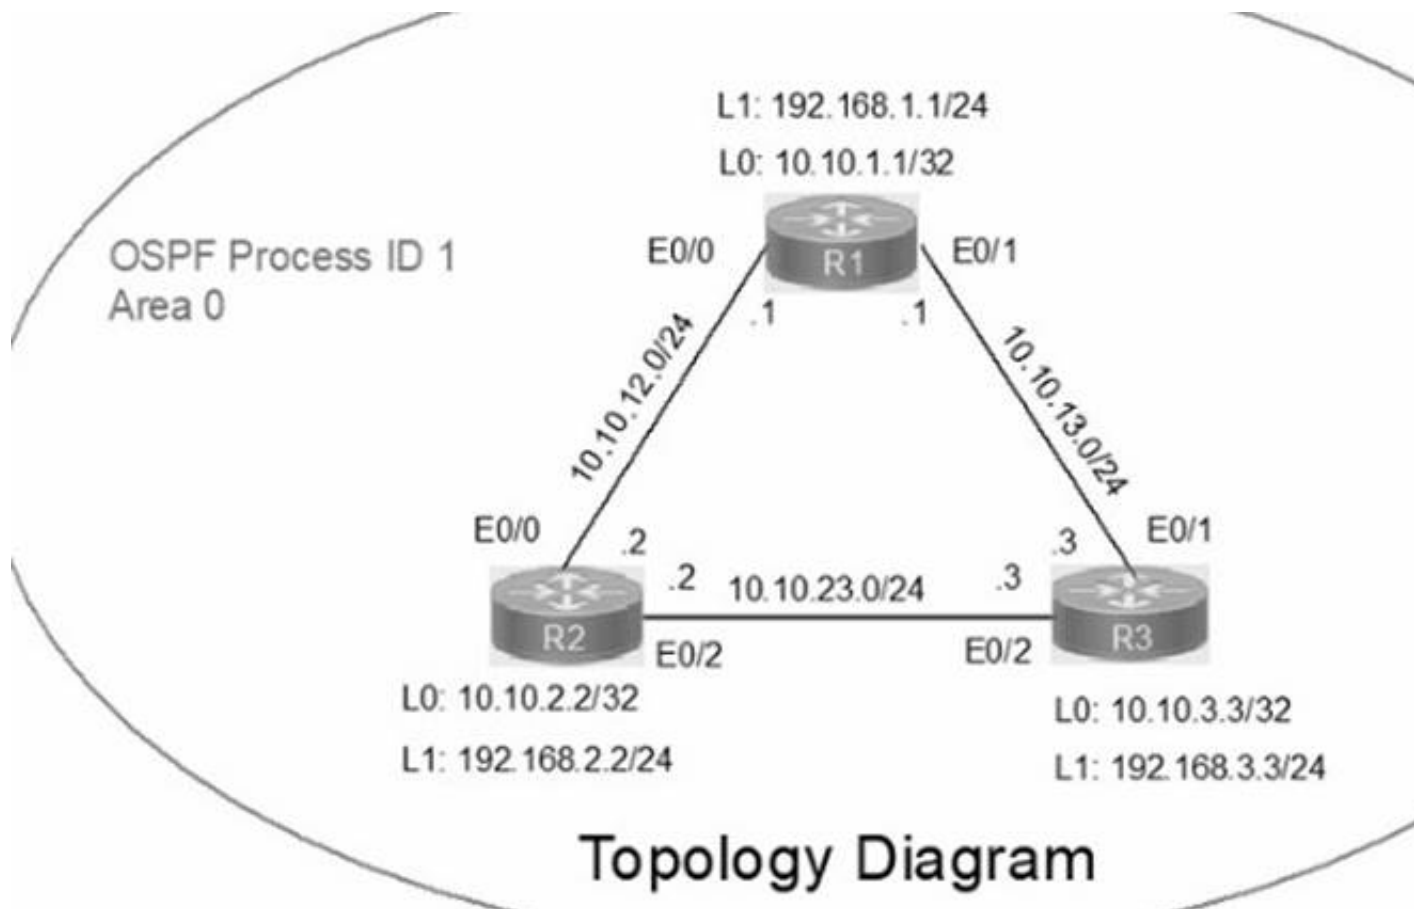 L1: 192.168.1.1/24
L0: 10.10.1.1/32
OSPF Process ID 1
Area 0
E0/0
R1
E0/1
.1
.1
10.10.12.0/24
10.10.13.0/24
E0/0
.2
.3
E0/1
.2
10.10.23.0/24
.3
R2
E0/2
E0/2
R3
L0: 10.10.2.2/32
L1: 192.168.2.2/24
L0: 10.10.3.3/32
L1: 192.168.3.3/24
Topology Diagram